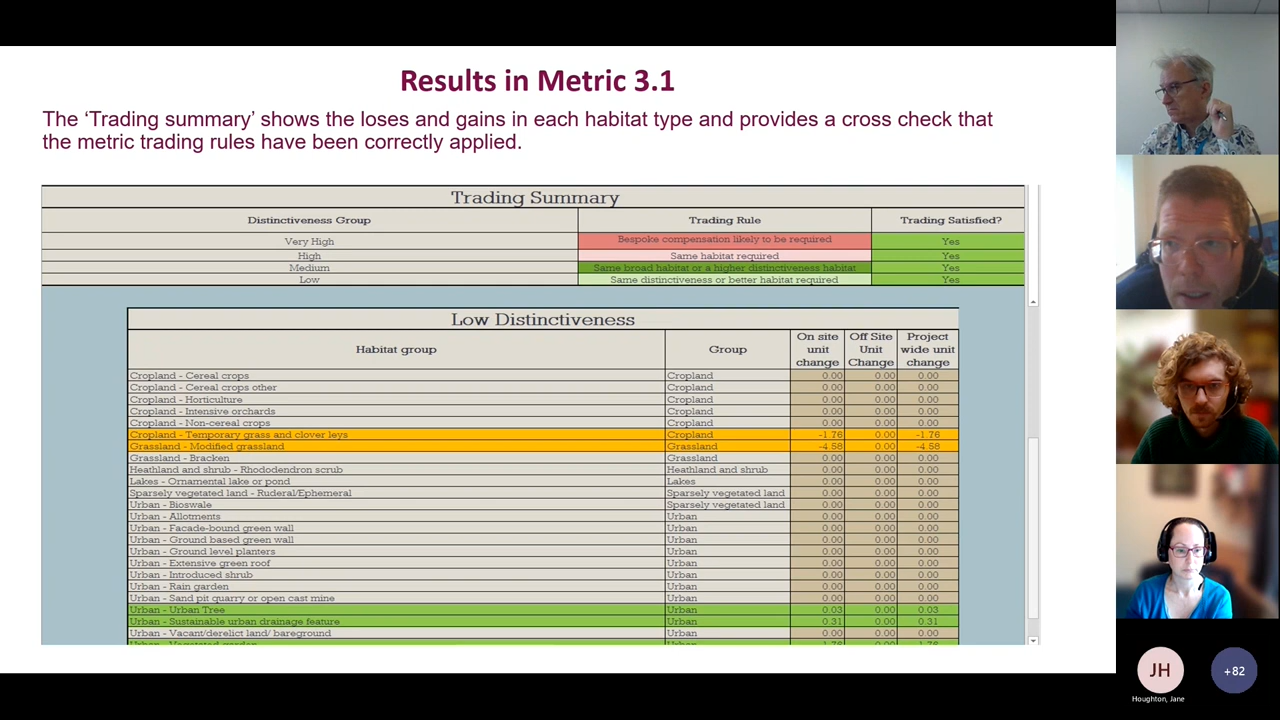 Results in Metric 3.1
The ‘Trading summary’ shows the loses and gains in each habitat type and provides a cross check that
the metric trading rules have been correctly applied.
Trading Summary
Distinctiveness Group Trading Rule Trading Satisfied?
Very High Bespoke compensation likely to be required Yes
High Same habitat required Yes
Medium Same broad habitat or a higher distinctiveness habitat Yes
Low Same distinctiveness or better habitat required Yes
Low Distinctiveness
Habitat group Group On site unit change Off Site Unit Change Project wide unit change
Cropland - Cereal crops Cropland 0.00 0.00 0.00
Cropland - Cereal crops other Cropland 0.00 0.00 0.00
Cropland - Horticulture Cropland 0.00 0.00 0.00
Cropland - Intensive orchards Cropland 0.00 0.00 0.00
Cropland - Non-cereal crops Cropland 0.00 0.00 0.00
Cropland - Temporary grass and clover leys Cropland -1.76 0.00 -1.76
Grassland - Modified grassland Grassland -4.58 0.00 -4.58
Grassland - Bracken Grassland 0.00 0.00 0.00
Heathland and shrub - Rhododendron scrub Heathland and shrub 0.00 0.00 0.00
Lakes - Ornamental lake or pond Lakes 0.00 0.00 0.00
Sparsely vegetated land - Ruderal/Ephemeral Sparsely vegetated land 0.00 0.00 0.00
Urban - Bioswale Sparsely vegetated land 0.00 0.00 0.00
Urban - Allotments Urban 0.00 0.00 0.00
Urban - Facade-bound green wall Urban 0.00 0.00 0.00
Urban - Ground based green wall Urban 0.00 0.00 0.00
Urban - Ground level planters Urban 0.00 0.00 0.00
Urban - Extensive green roof Urban 0.00 0.00 0.00
Urban - Introduced shrub Urban 0.00 0.00 0.00
Urban - Rain garden Urban 0.00 0.00 0.00
Urban - Sand pit quarry or open cast mine Urban 0.00 0.00 0.00
Urban - Urban Tree Urban 0.03 0.00 0.03
Urban - Sustainable urban drainage feature Urban 0.31 0.00 0.31
Urban - Vacant/derelict land/ bareground Urban 0.00 0.00 0.00
Urban - Vegetated garden Urban 1.76 0.00 1.76
JH
+82
Houghton, Jane